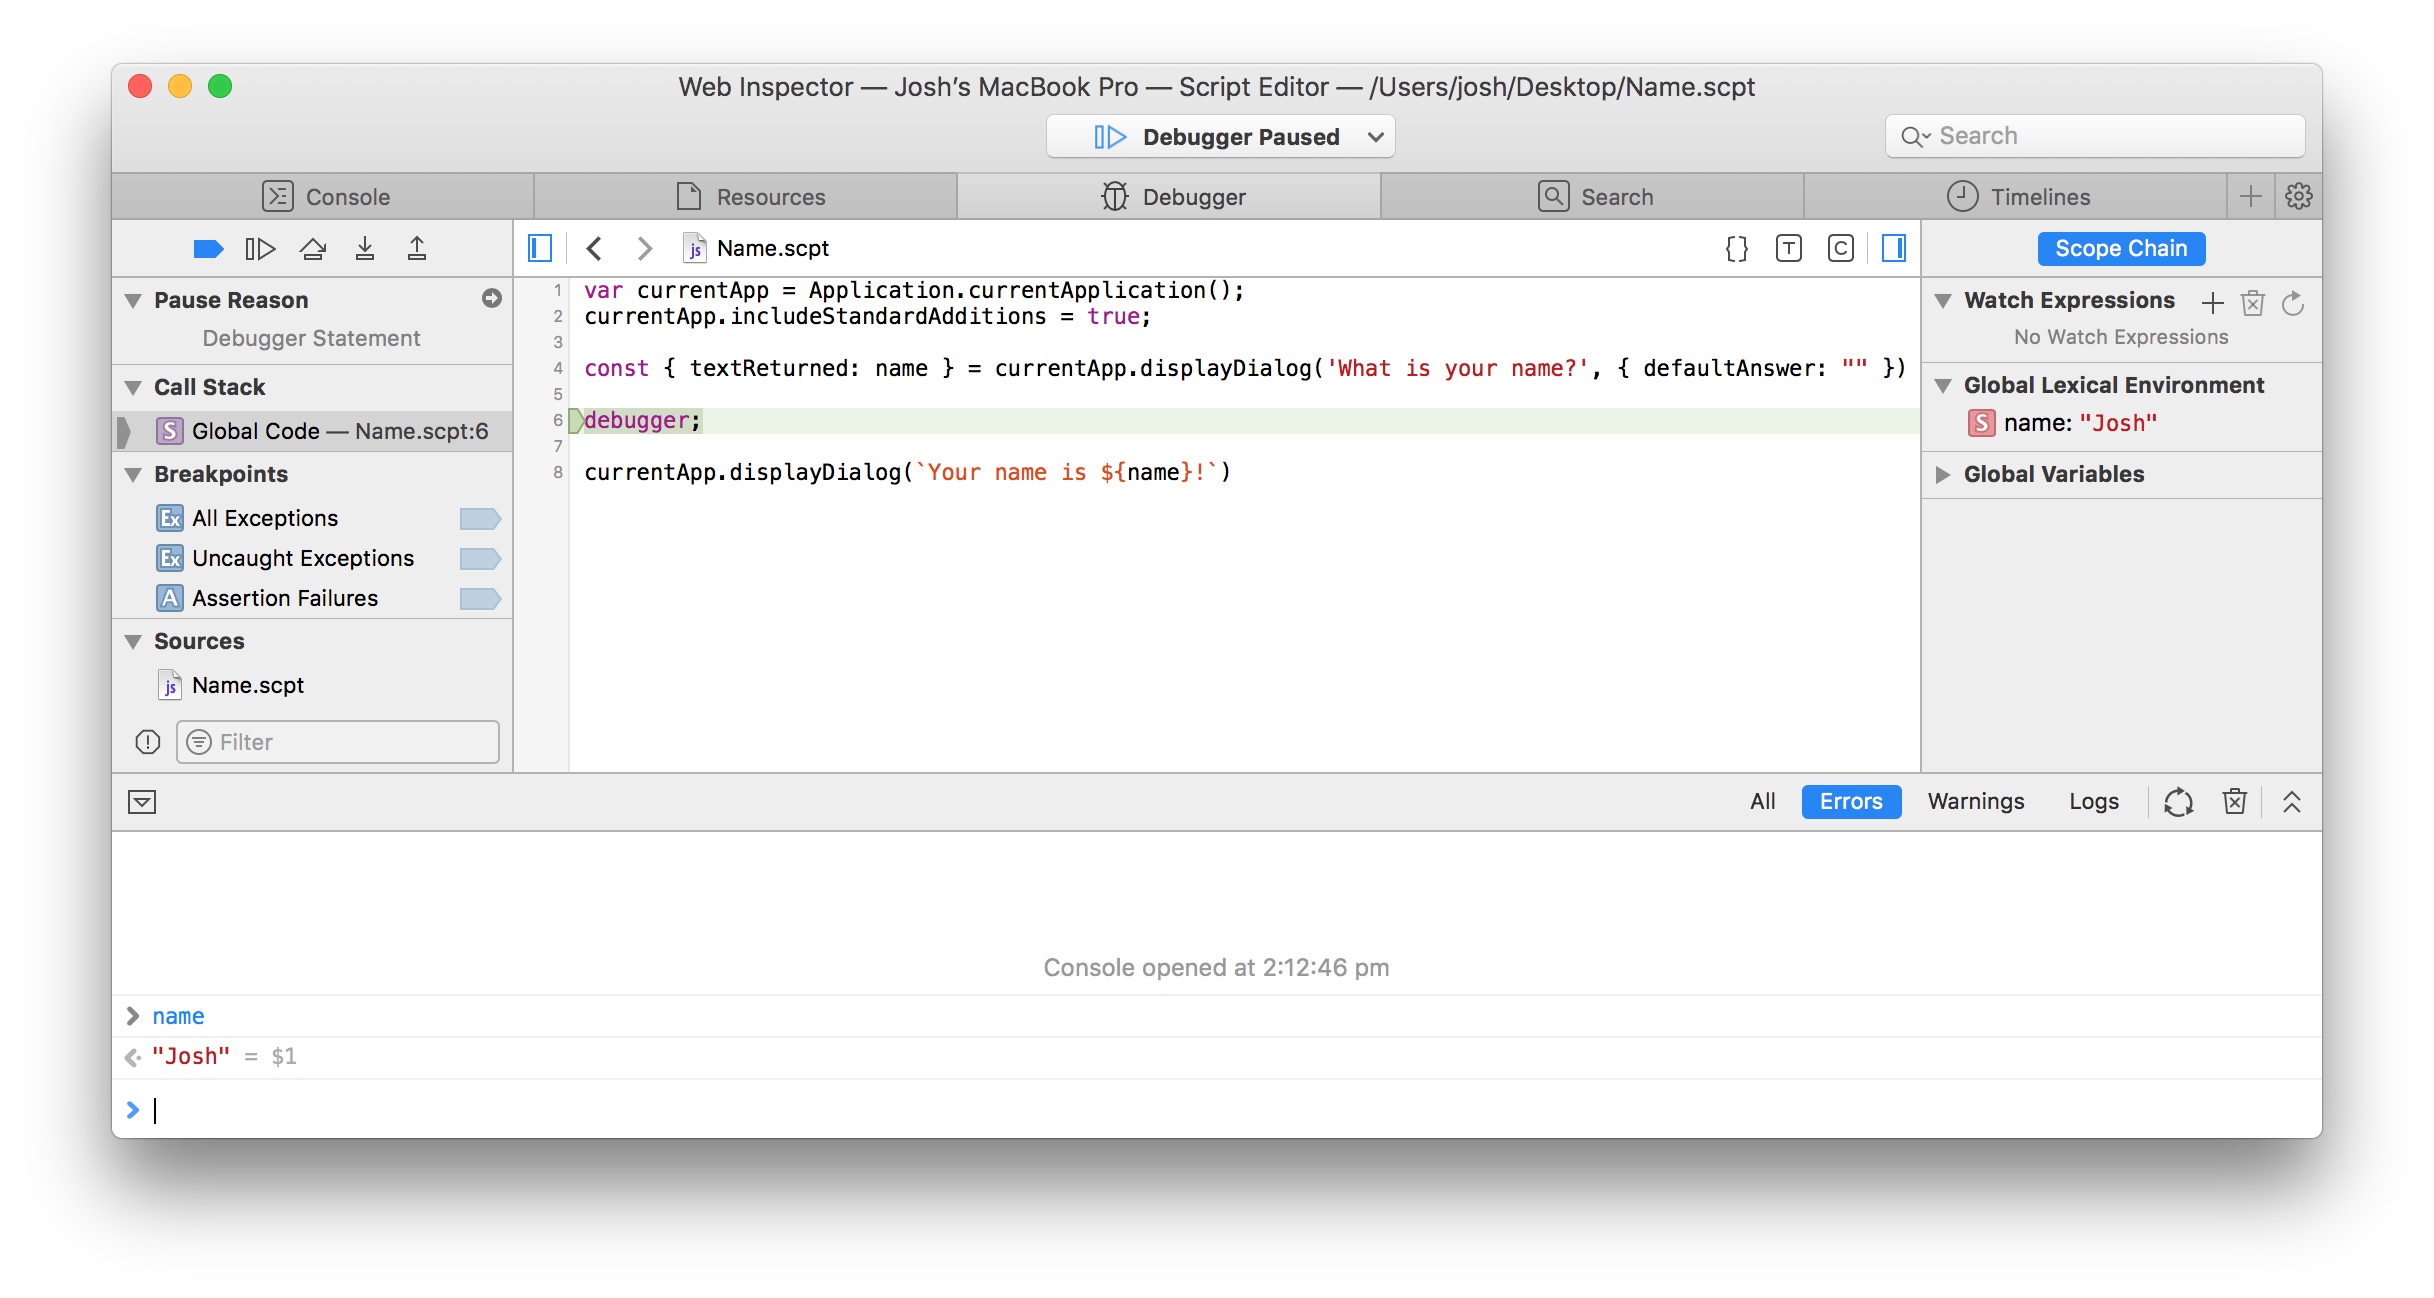 Web Inspector — Josh’s MacBook Pro — Script Editor — /Users/josh/Desktop/Name.scpt
Debugger Paused
Search
Console
Resources
Debugger
Search
Timelines
Pause Reason
Debugger Statement
Call Stack
S Global Code — Name.scpt:6
Breakpoints
Ex All Exceptions
Ex Uncaught Exceptions
A Assertion Failures
Sources
js Name.scpt
Filter
js Name.scpt
{} T C
1 var currentApp = Application.currentApplication();
2 currentApp.includeStandardAdditions = true;
3
4 const { textReturned: name } = currentApp.displayDialog('What is your name?', { defaultAnswer: "" })
5
6 debugger;
7
8 currentApp.displayDialog(`Your name is ${name}!`)
Scope Chain
Watch Expressions
No Watch Expressions
Global Lexical Environment
S name: "Josh"
Global Variables
All Errors Warnings Logs
Console opened at 2:12:46 pm
name
"Josh" = $1